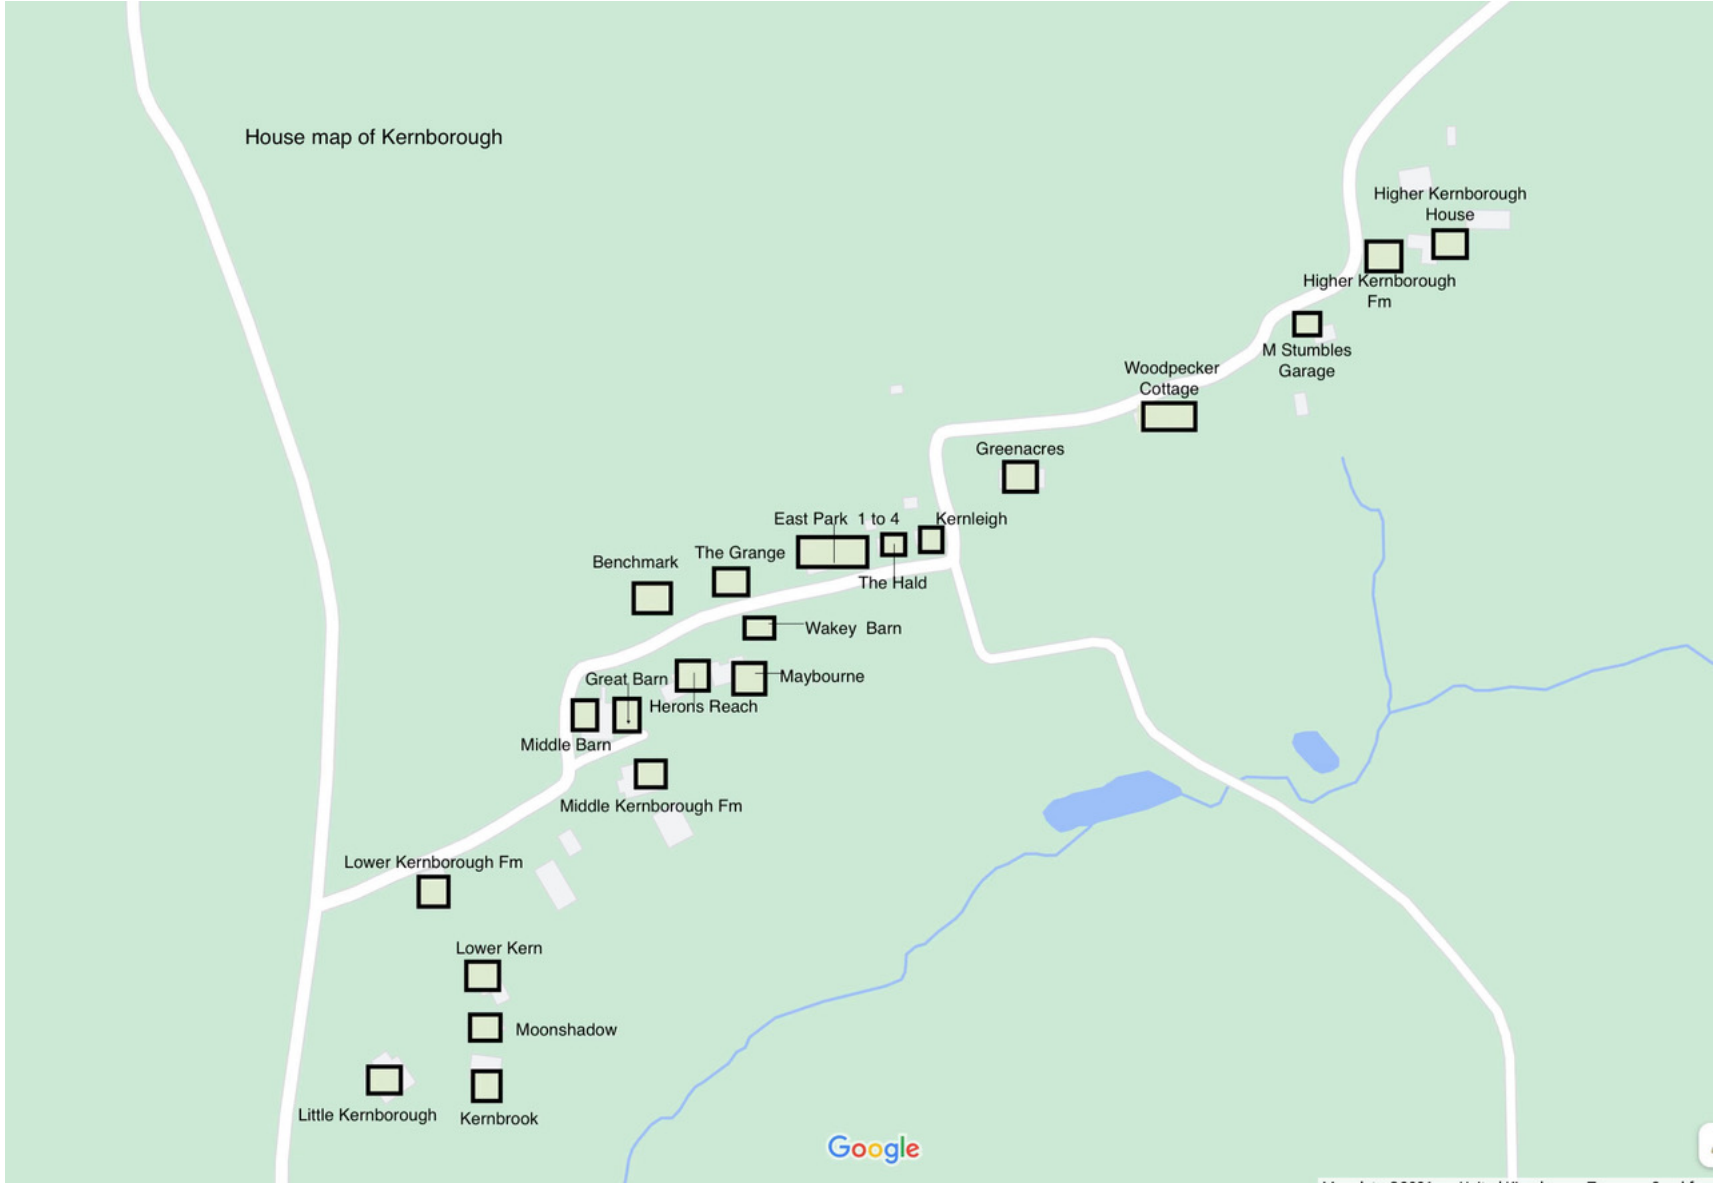 House map of Kernborough
Higher Kernborough
House
Higher Kernborough
Fm
M Stumbles
Garage
Woodpecker
Cottage
Greenacres
East Park 1 to 4
Kernleigh
The Grange
Benchmark
The Hald
Wakey Barn
Great Barn
Maybourne
Herons Reach
Middle Barn
Middle Kernborough Fm
Lower Kernborough Fm
Lower Kern
Moonshadow
Little Kernborough
Kernbrook
Google